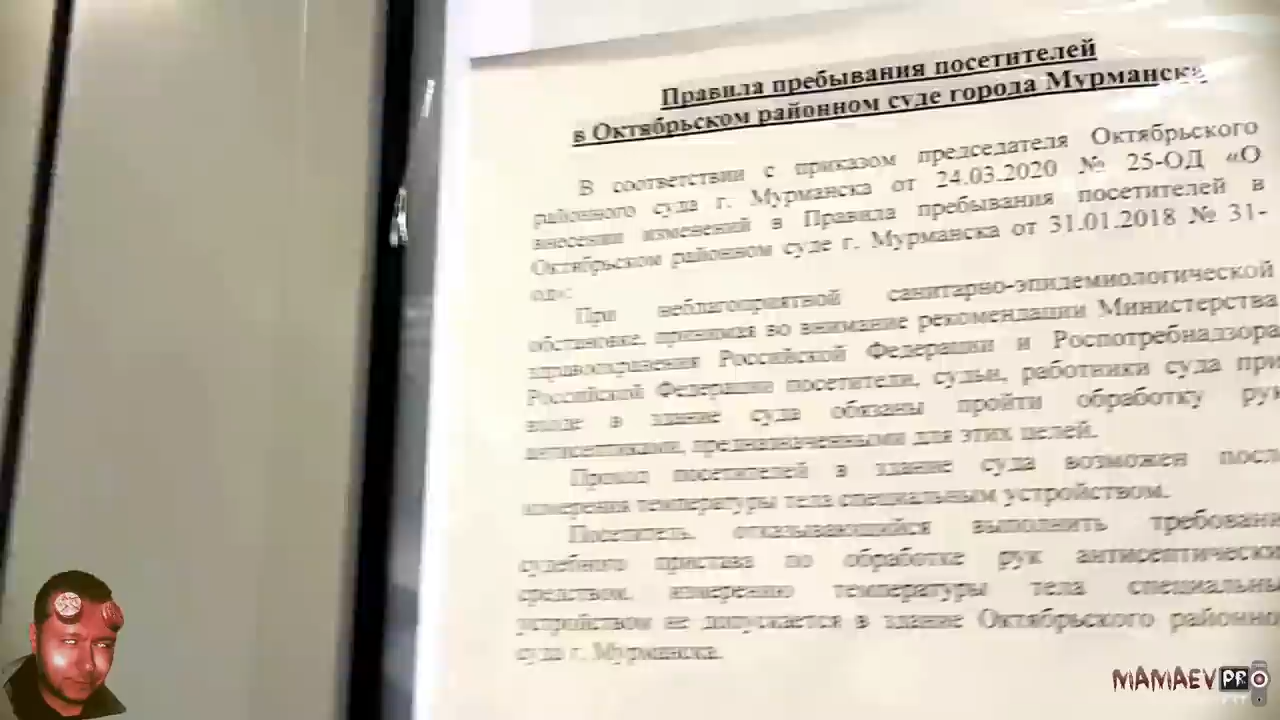 Правила пребывания посетителей
в Октябрьском районном суде города Мурманска
В соответствии с приказом председателя Октябрьского
районного суда г. Мурманска от 24.03.2020 № 25-ОД «О
внесении изменений в Правила пребывания посетителей в
Октябрьском районном суде г. Мурманска от 31.01.2018 № 31-
од»:
При неблагоприятной санитарно-эпидемиологической
обстановке, принимая во внимание рекомендации Министерства
здравоохранения Российской Федерации и Роспотребнадзора
Российской Федерации посетители, судьи, работники суда при
входе в здание суда обязаны пройти обработку рук
антисептиками, предназначенными для этих целей.
Проход посетителей в здание суда возможен посл
измерения температуры тела специальным устройством.
Посетитель, отказывающийся выполнить требовани
судебного пристава по обработке рук антисептически
средством, измерению температуры тела специальны
устройством не допускается в здание Октябрьского районно
суда г. Мурманска.
MAMAEV PRO